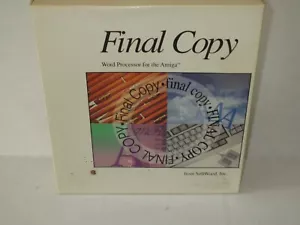 Final Copy
Word Processor for the Amiga™
FINAL COPY • Final Copy • final copy • FINAL COPY •
from SoftWood, Inc.